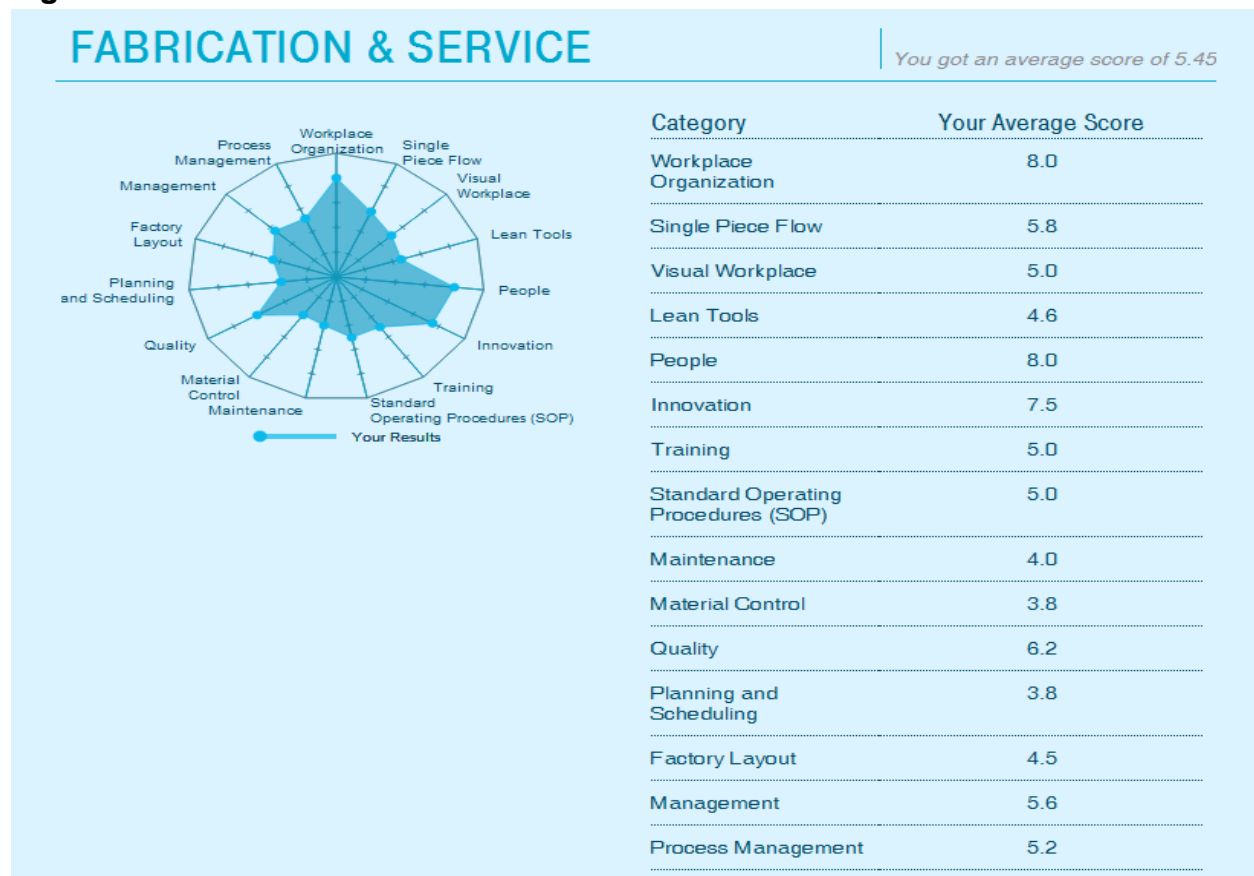 FABRICATION & SERVICE
You got an average score of 5.45
Workplace
Organization
Single
Piece Flow
Visual
Workplace
Lean Tools
People
Innovation
Training
Standard
Operating Procedures (SOP)
Maintenance
Material
Control
Quality
Planning
and Scheduling
Factory
Layout
Management
Process
Management
Your Results
Category Your Average Score
Workplace
Organization 8.0
Single Piece Flow 5.8
Visual Workplace 5.0
Lean Tools 4.6
People 8.0
Innovation 7.5
Training 5.0
Standard Operating
Procedures (SOP) 5.0
Maintenance 4.0
Material Control 3.8
Quality 6.2
Planning and
Scheduling 3.8
Factory Layout 4.5
Management 5.6
Process Management 5.2